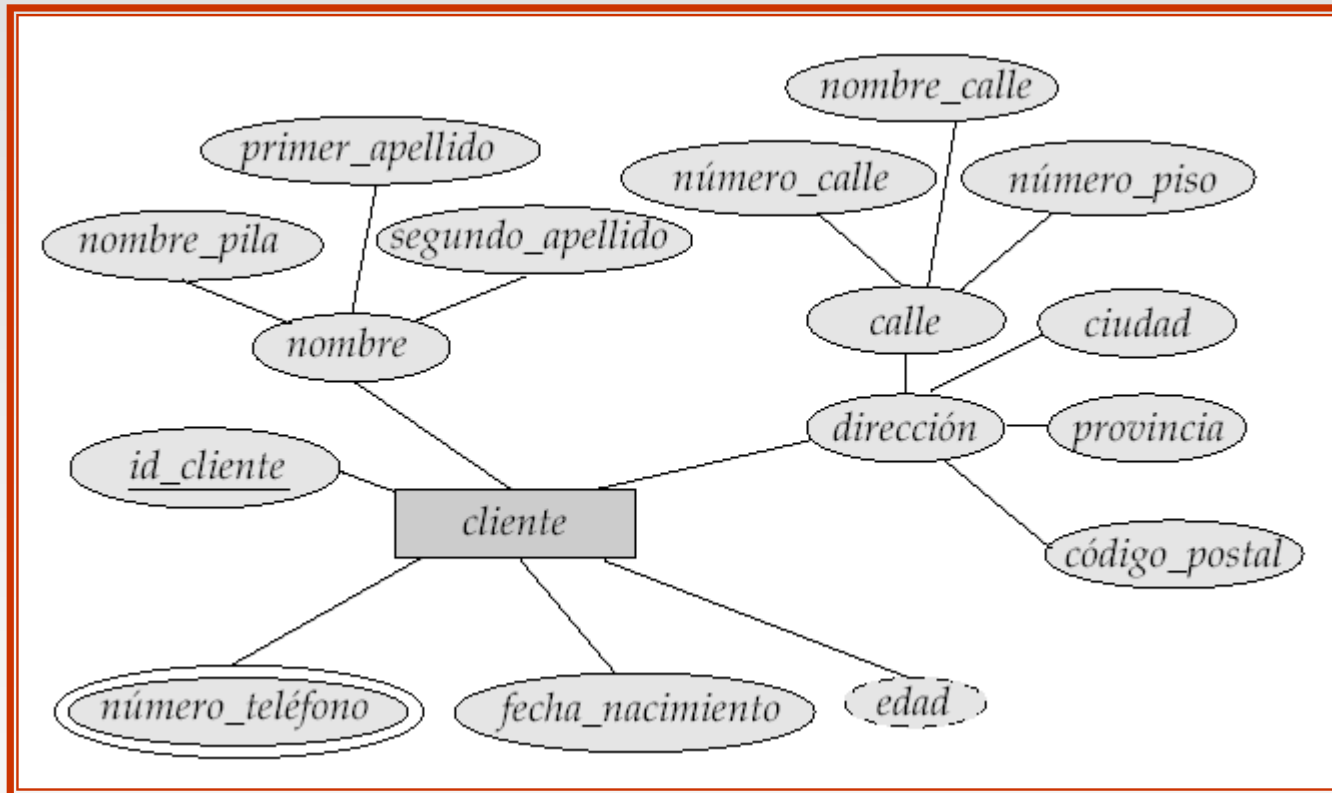 nombre_calle
primer_apellido
número_calle
número_piso
nombre_pila
segundo_apellido
calle
ciudad
nombre
dirección
provincia
id_cliente
cliente
código_postal
número_teléfono
fecha_nacimiento
edad